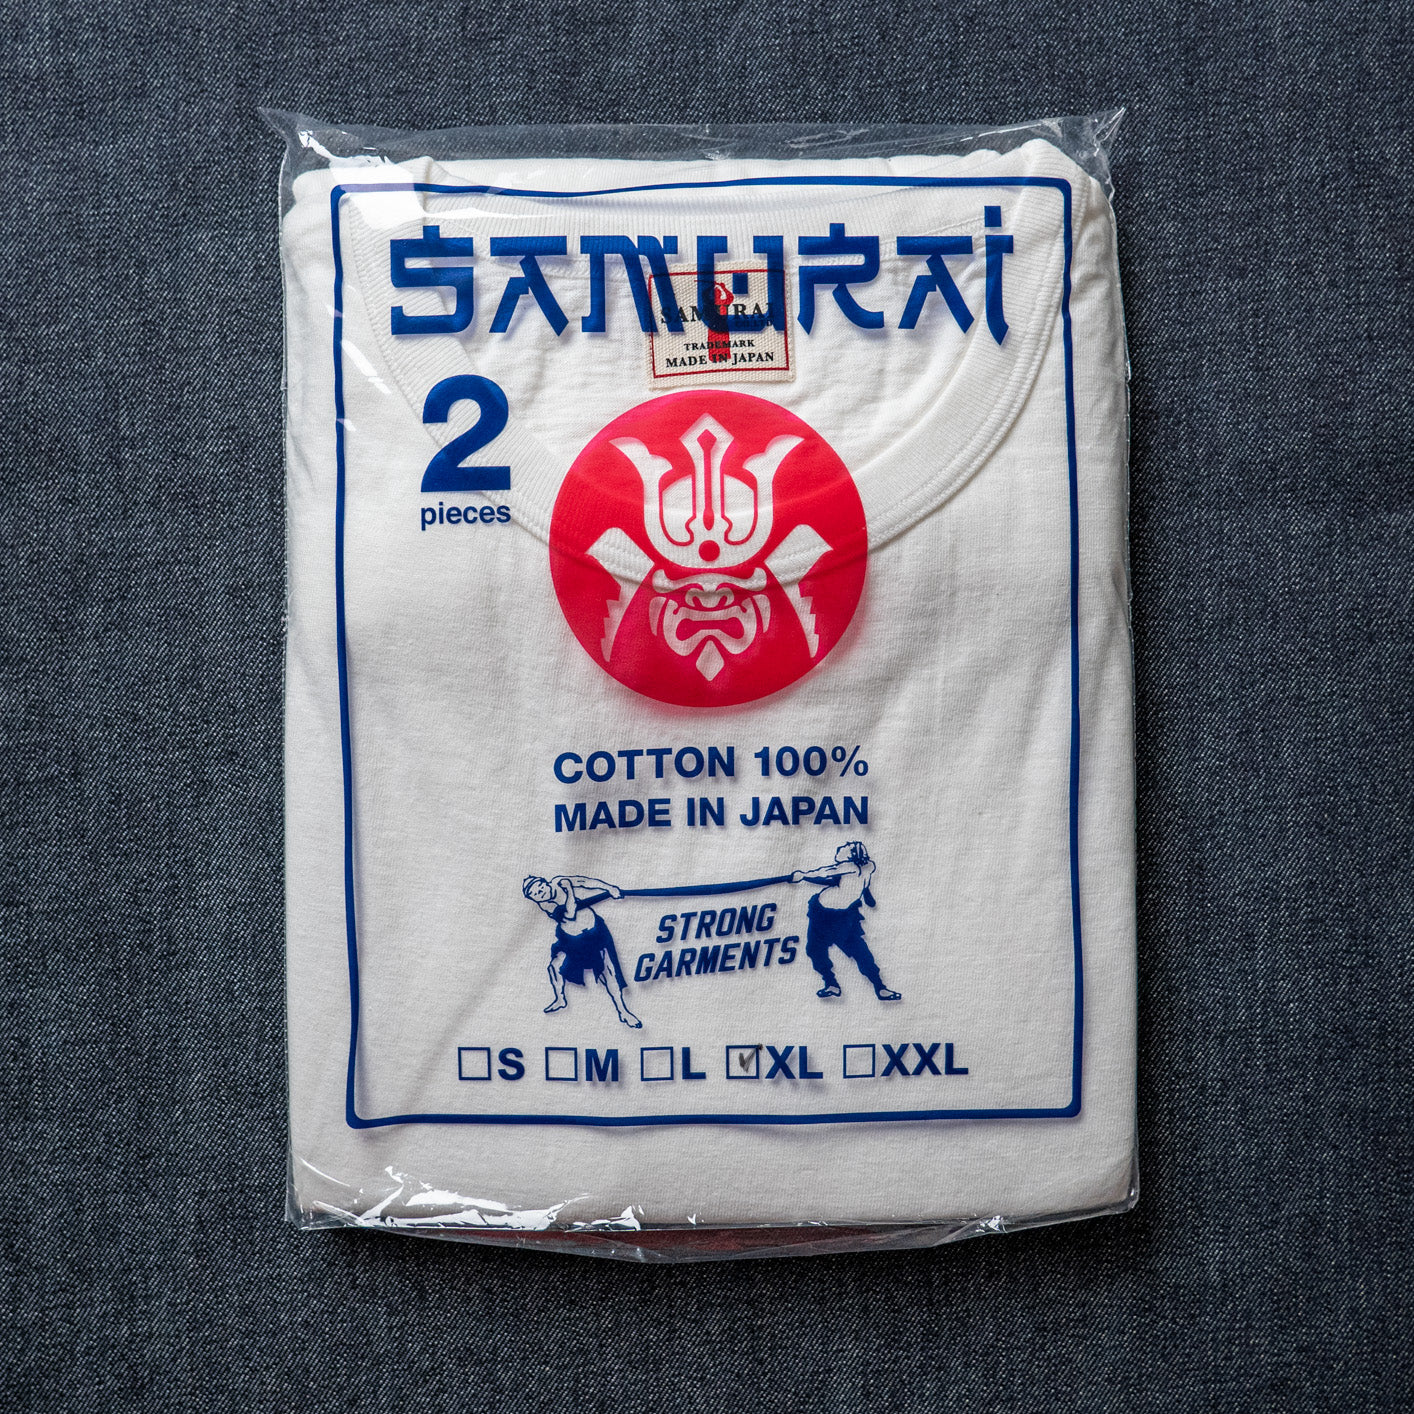 SAMURAI
SAMURAI
TRADEMARK
MADE IN JAPAN
2
pieces
COTTON 100%
MADE IN JAPAN
STRONG
GARMENTS
S M L XL XXL